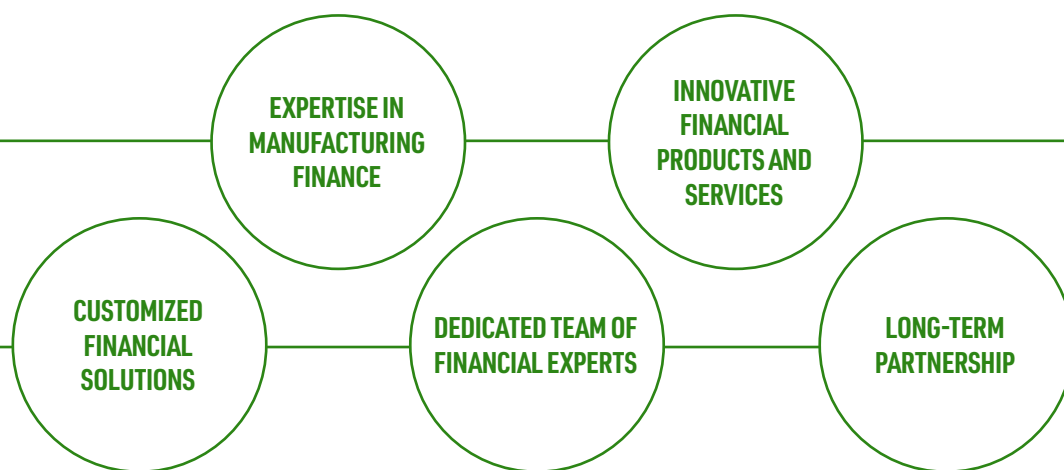 EXPERTISE IN
MANUFACTURING
FINANCE
INNOVATIVE
FINANCIAL
PRODUCTS AND
SERVICES
CUSTOMIZED
FINANCIAL
SOLUTIONS
DEDICATED TEAM OF
FINANCIAL EXPERTS
LONG-TERM
PARTNERSHIP